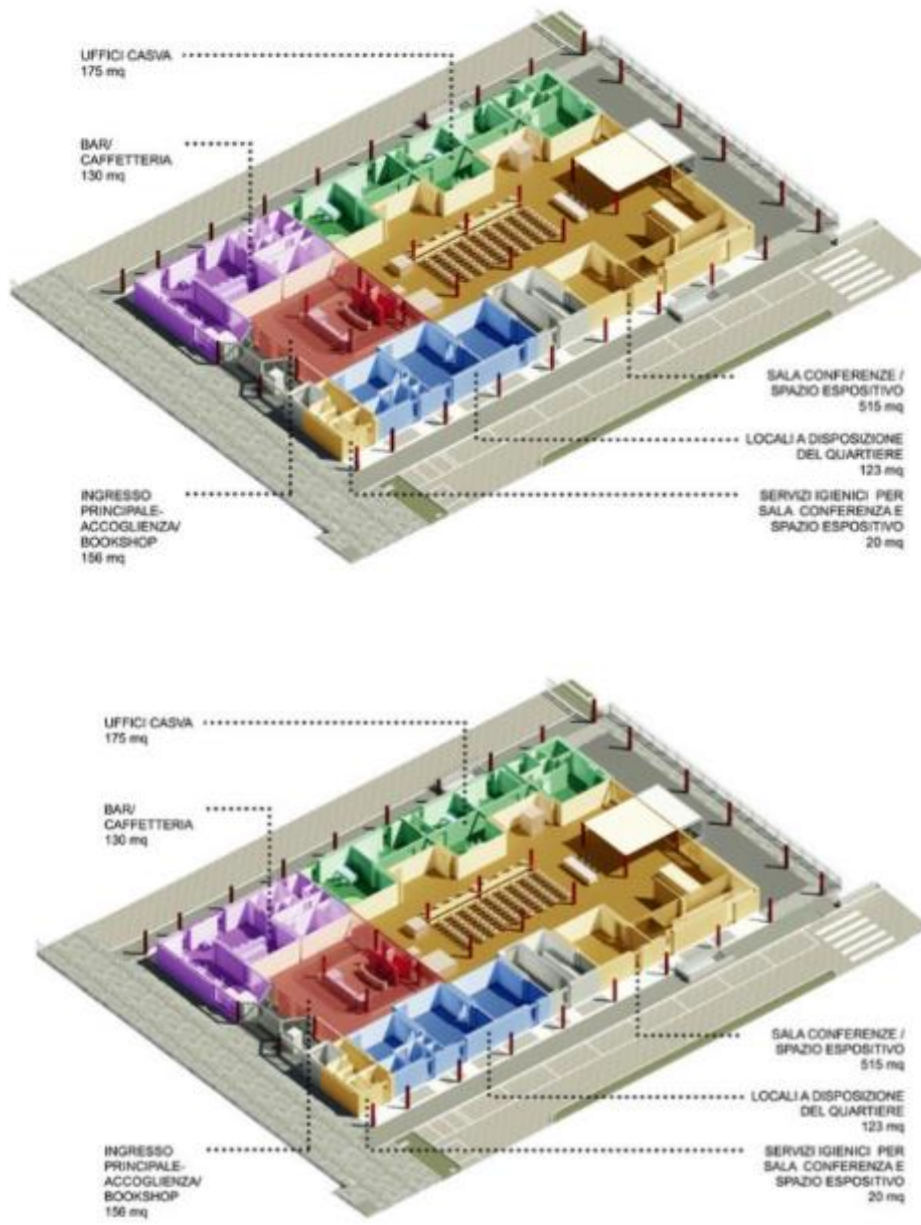 UFFICI CASVA
175 mq
BAR/
CAFFETTERIA
130 mq
SALA CONFERENZE /
SPAZIO ESPOSITIVO
515 mq
LOCALI A DISPOSIZIONE
DEL QUARTIERE
123 mq
INGRESSO
PRINCIPALE-
ACCOGLIENZA/
BOOKSHOP
156 mq
SERVIZI IGIENICI PER
SALA CONFERENZA E
SPAZIO ESPOSITIVO
20 mq
UFFICI CASVA
175 mq
BAR/
CAFFETTERIA
130 mq
SALA CONFERENZE /
SPAZIO ESPOSITIVO
515 mq
LOCALI A DISPOSIZIONE
DEL QUARTIERE
123 mq
INGRESSO
PRINCIPALE-
ACCOGLIENZA/
BOOKSHOP
156 mq
SERVIZI IGIENICI PER
SALA CONFERENZA E
SPAZIO ESPOSITIVO
20 mq